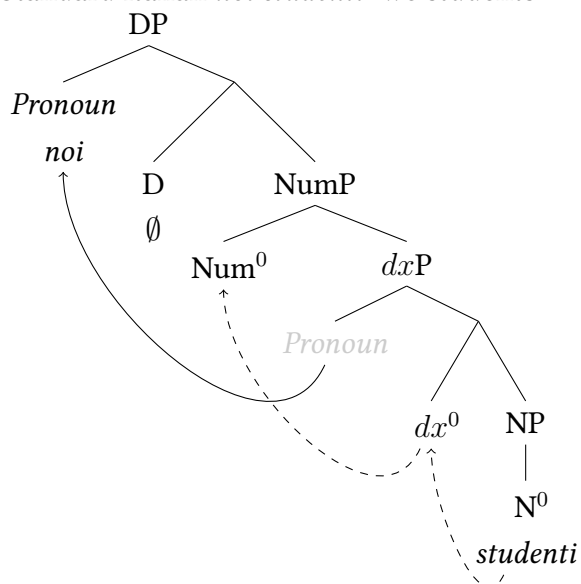 DP
Pronoun
noi
D
NumP
∅
Num⁰
dxP
Pronoun
dx⁰
NP
N⁰
studenti